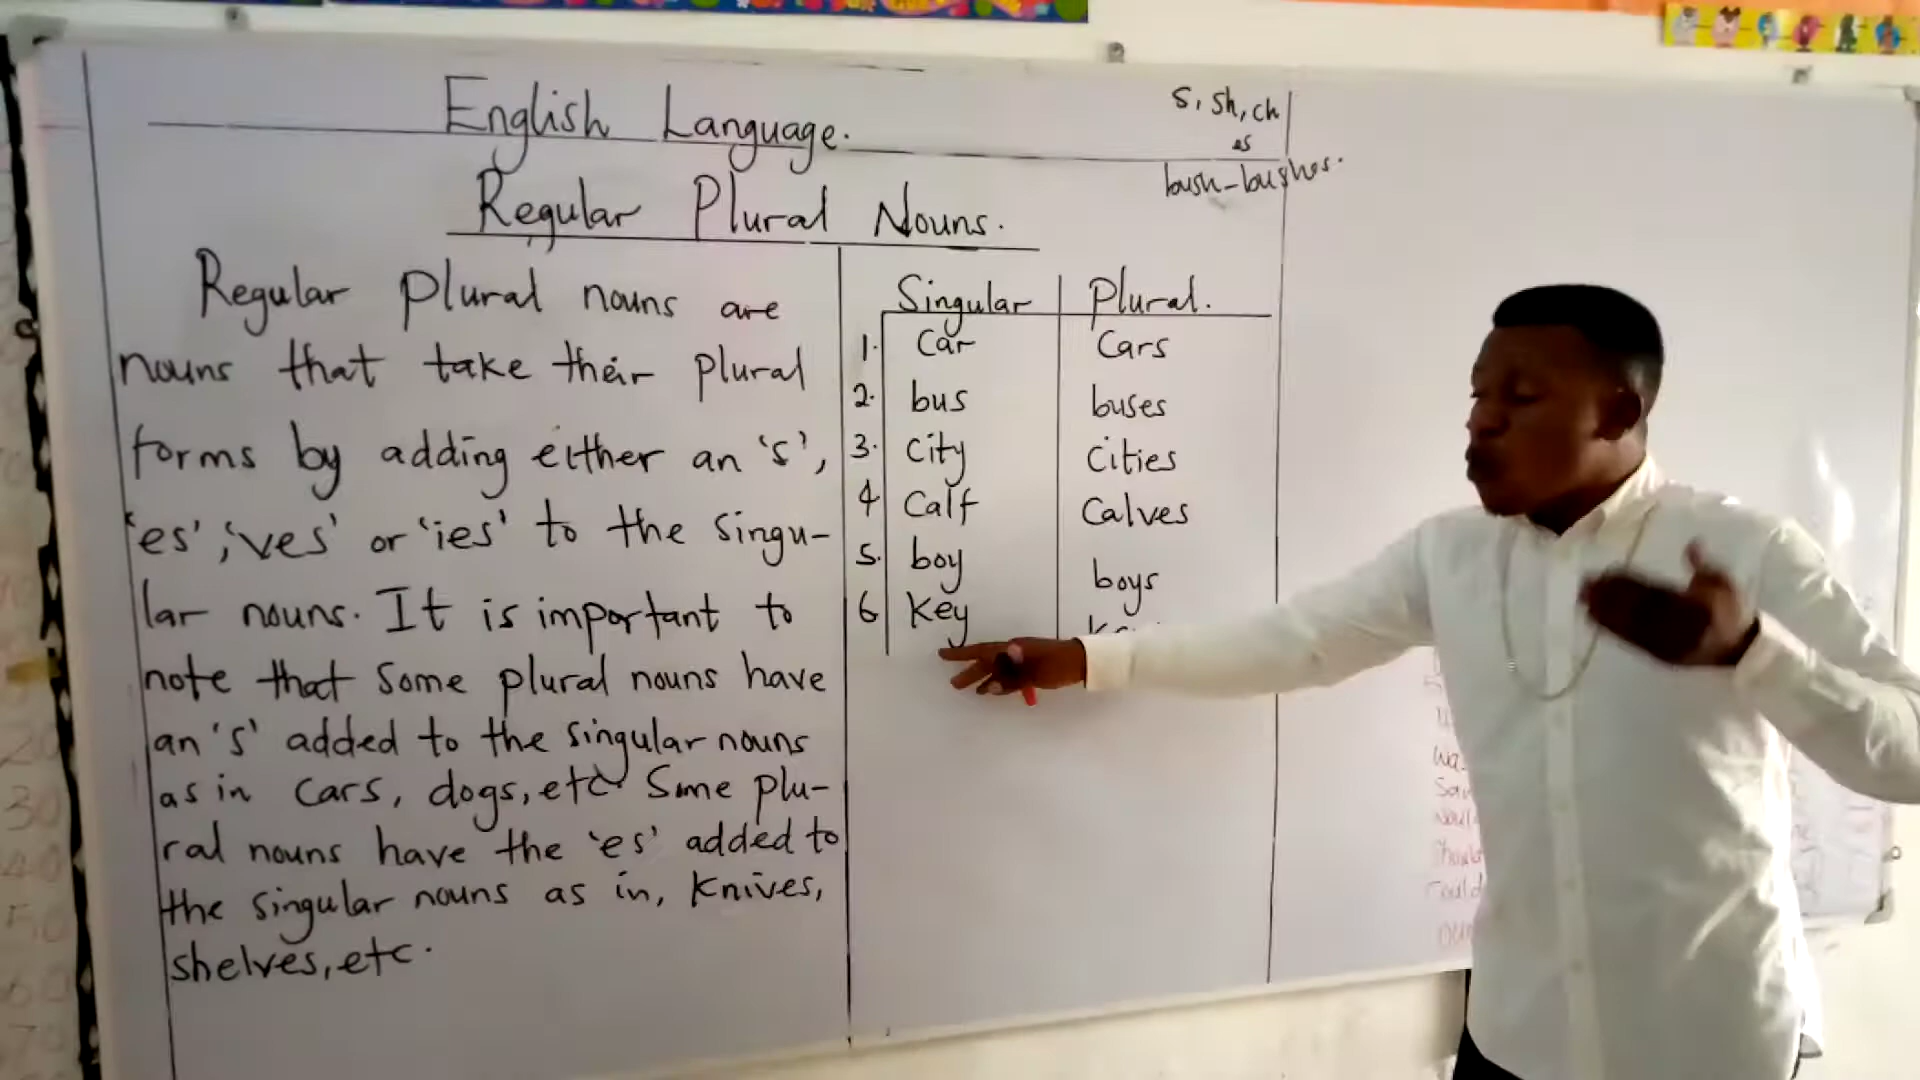 English Language.
s, sh, ch
es
bush-bushes.
Regular Plural Nouns.
Regular Plural nouns are
nouns that take their plural
forms by adding either an 's',
'es', 'ves' or 'ies' to the singu-
lar nouns. It is important to
note that some plural nouns have
an 's' added to the singular nouns
as in cars, dogs, etc. Some plu-
ral nouns have the 'es' added to
the singular nouns as in, knives,
shelves, etc.
Singular Plural.
1. Car Cars
2. bus buses
3. City Cities
4 Calf Calves
5. boy boys
6 Key